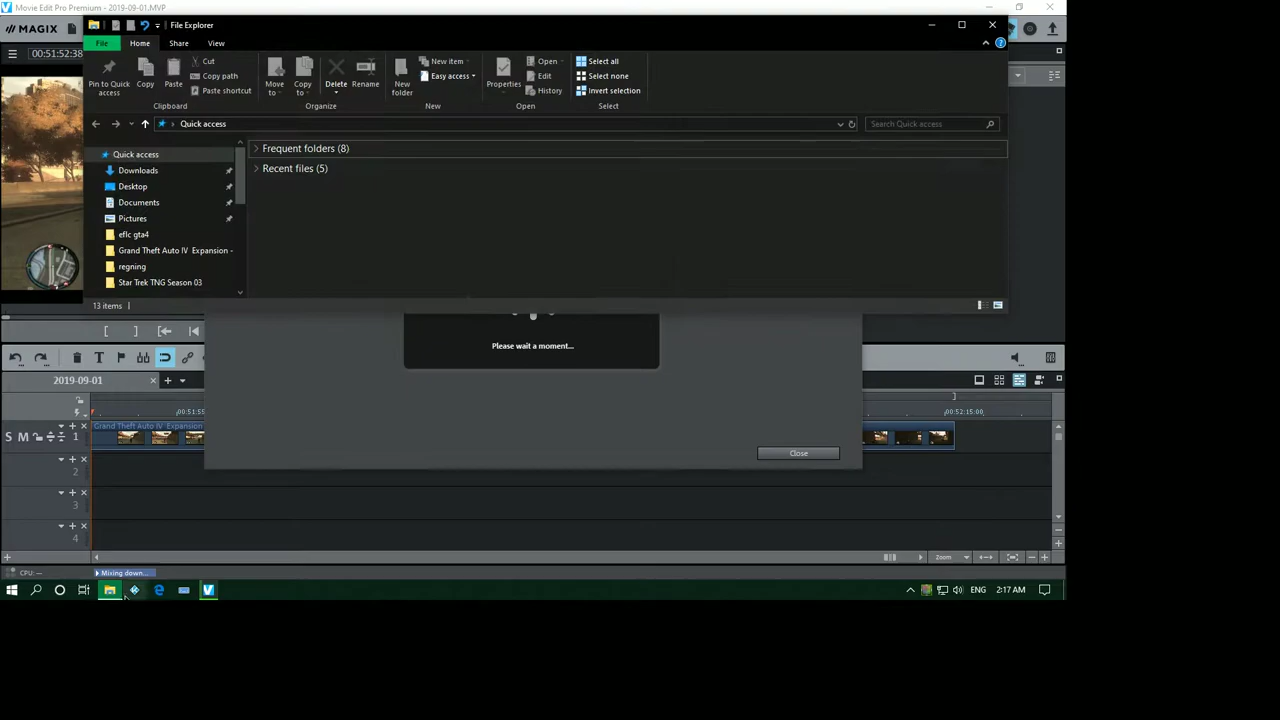 Movie Edit Pro Premium - 2019-09-01.MVP
MAGIX
00:51:52:38
File Explorer
File Home Share View
Pin to Quick access
Copy
Paste
Cut
Copy path
Paste shortcut
Clipboard
Move to
Copy to
Delete
Rename
Organize
New folder
New item
Easy access
New
Properties
Open
Edit
History
Open
Select all
Select none
Invert selection
Select
Quick access
Search Quick access
Quick access
Downloads
Desktop
Documents
Pictures
eflc gta4
Grand Theft Auto IV Expansion -
regning
Star Trek TNG Season 03
Frequent folders (8)
Recent files (5)
13 items
Please wait a moment...
Close
2019-09-01
00:51:55
00:52:15:00
S M 1
Grand Theft Auto IV Expansion
2
3
4
Zoom
CPU: —
Mixing down...
ENG 2:17 AM